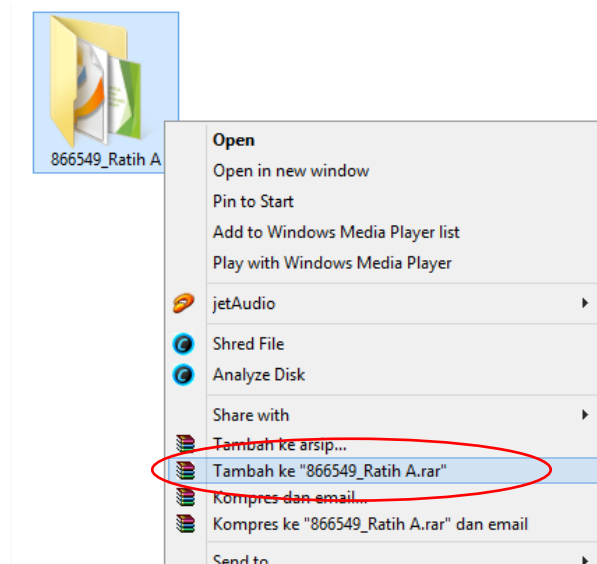 866549_Ratih A
Open
Open in new window
Pin to Start
Add to Windows Media Player list
Play with Windows Media Player
jetAudio
Shred File
Analyze Disk
Share with
Tambah ke arsip...
Tambah ke "866549_Ratih A.rar"
Kompres dan email...
Kompres ke "866549_Ratih A.rar" dan email
Send to